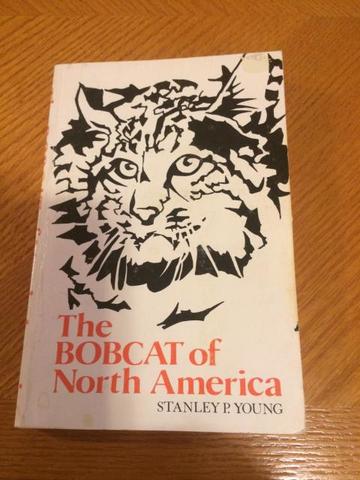 The
BOBCAT of
North America
STANLEY P. YOUNG